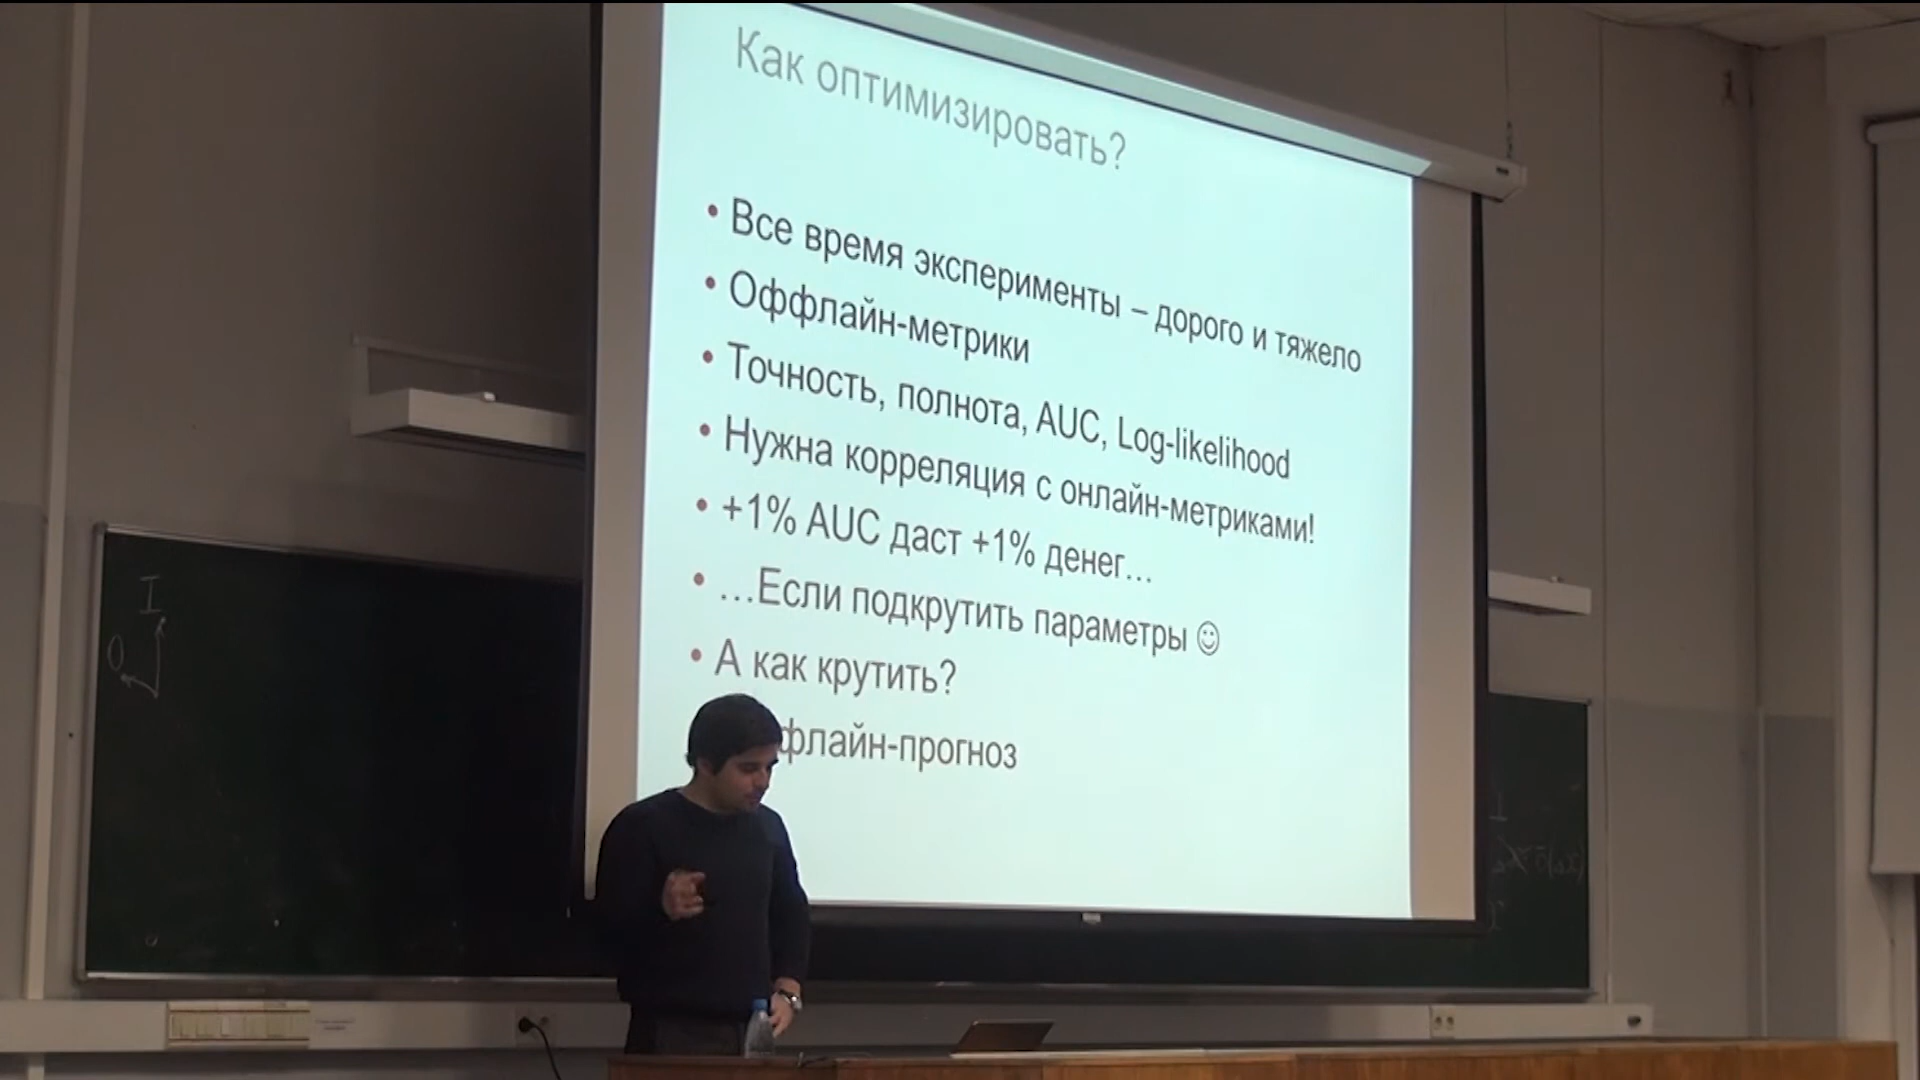 Как оптимизировать?
• Все время эксперименты – дорого и тяжело
• Оффлайн-метрики
• Точность, полнота, AUC, Log-likelihood
• Нужна корреляция с онлайн-метриками!
• +1% AUC даст +1% денег…
• …Если подкрутить параметры ☺
• А как крутить?
флайн-прогноз